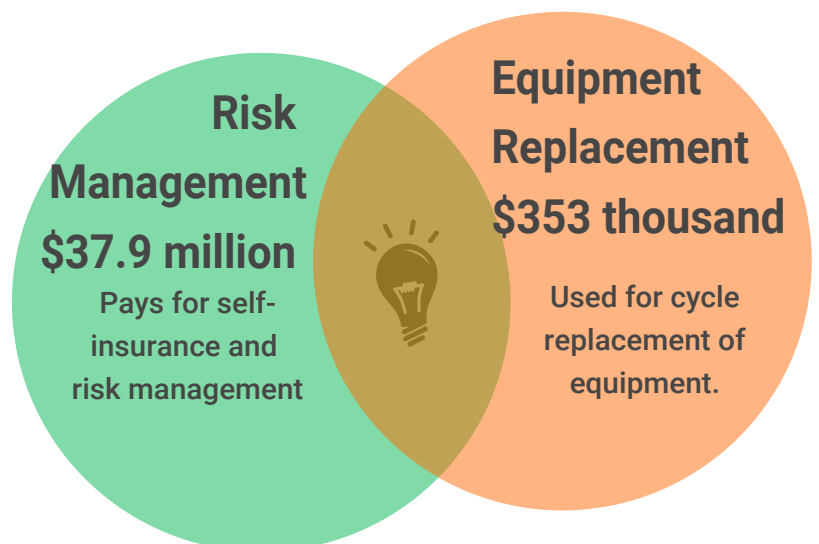 Risk
Management
$37.9 million
Pays for self-
insurance and
risk management
Equipment
Replacement
$353 thousand
Used for cycle
replacement of
equipment.